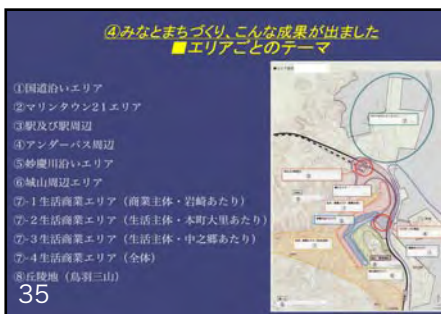 ④みなとまちづくり、こんな成果が出ました
■エリアごとのテーマ
①国道沿いエリア
②マリンタウン21エリア
③駅及び駅周辺
④アンダーパス周辺
⑤妙慶川沿いエリア
⑥城山周辺エリア
⑦-1生活商業エリア（商業主体・岩崎あたり）
⑦-2生活商業エリア（生活主体・本町大里あたり）
⑦-3生活商業エリア（生活主体・中之郷あたり）
⑦-4生活商業エリア（全体）
⑧丘陵地（鳥羽三山）
35